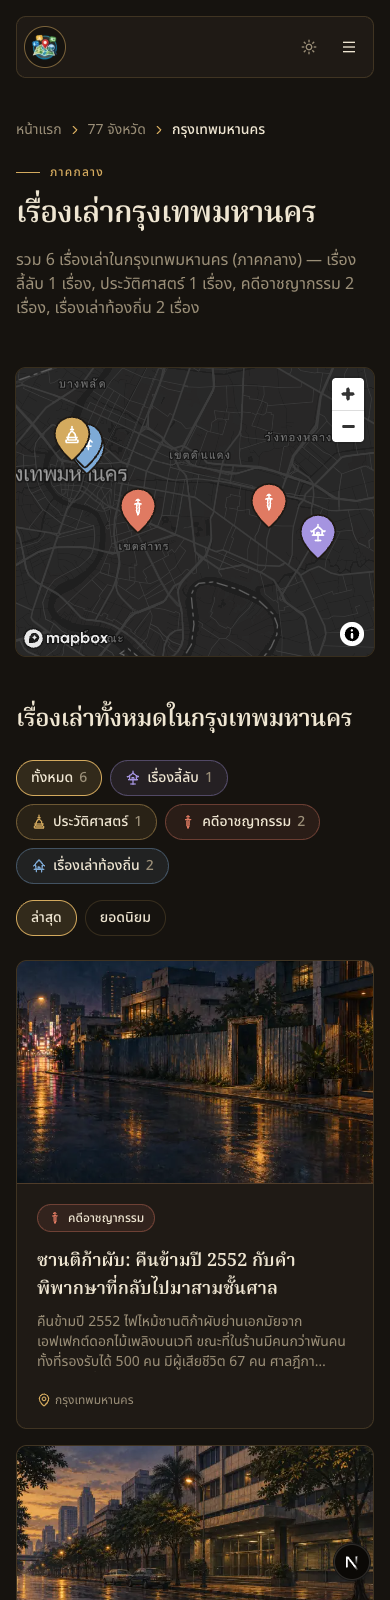 หน้าแรก > 77 จังหวัด > กรุงเทพมหานคร
ภาคกลาง
เรื่องเล่ากรุงเทพมหานคร
รวม 6 เรื่องเล่าในกรุงเทพมหานคร (ภาคกลาง) — เรื่อง
ลี้ลับ 1 เรื่อง, ประวัติศาสตร์ 1 เรื่อง, คดีอาชญากรรม 2
เรื่อง, เรื่องเล่าท้องถิ่น 2 เรื่อง
บางพลัด
วังทองหลาง
เขตดินแดง
งเทพมหานคร
เขตสาทร
mapbox
เรื่องเล่าทั้งหมดในกรุงเทพมหานคร
ทั้งหมด 6
เรื่องลี้ลับ 1
ประวัติศาสตร์ 1
คดีอาชญากรรม 2
เรื่องเล่าท้องถิ่น 2
ล่าสุด
ยอดนิยม
คดีอาชญากรรม
ซานติก้าผับ: คืนข้ามปี 2552 กับคำ
พิพากษาที่กลับไปมาสามชั้นศาล
คืนข้ามปี 2552 ไฟไหม้ซานติก้าผับย่านเอกมัยจาก
เอฟเฟกต์ดอกไม้เพลิงบนเวที ขณะที่ในร้านมีคนกว่าพันคน
ทั้งที่รองรับได้ 500 คน มีผู้เสียชีวิต 67 คน ศาลฎีกา...
กรุงเทพมหานคร
N